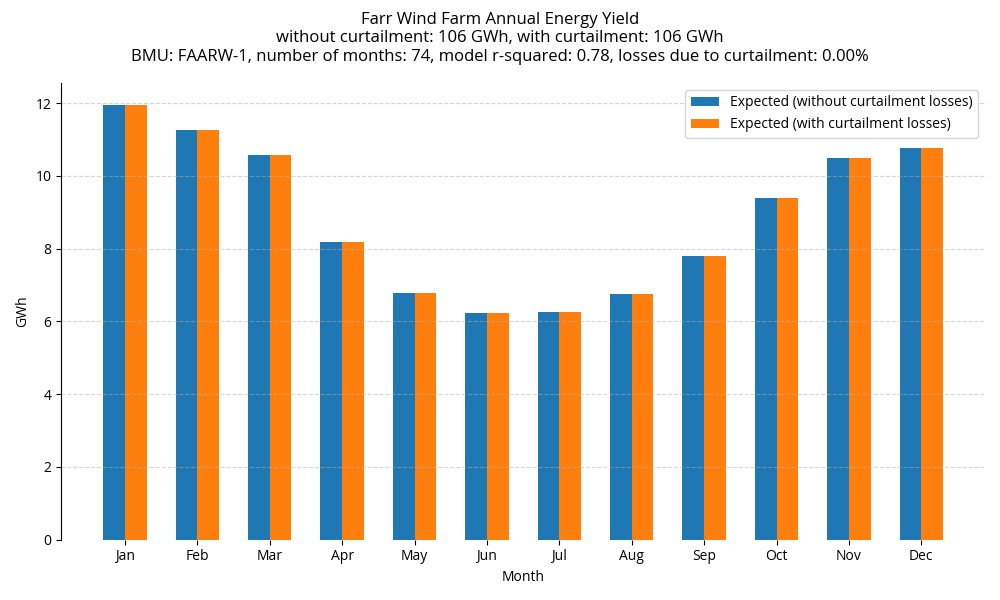 Farr Wind Farm Annual Energy Yield
without curtailment: 106 GWh, with curtailment: 106 GWh
BMU: FAARW-1, number of months: 74, model r-squared: 0.78, losses due to curtailment: 0.00%
Expected (without curtailment losses)
Expected (with curtailment losses)
GWh
12
10
8
6
4
2
0
Jan Feb Mar Apr May Jun Jul Aug Sep Oct Nov Dec
Month